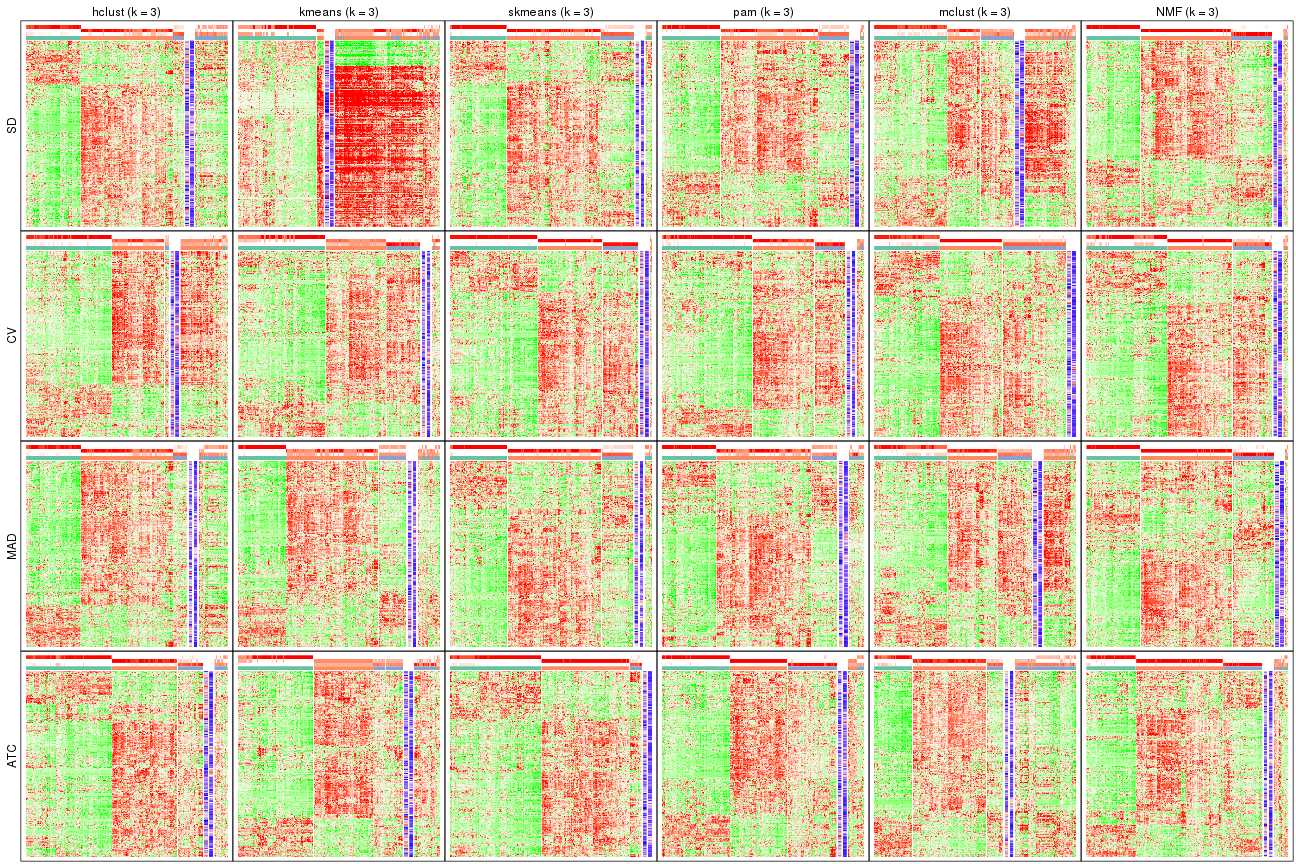 hclust (k = 3)
kmeans (k = 3)
skmeans (k = 3)
pam (k = 3)
mclust (k = 3)
NMF (k = 3)
SD
CV
MAD
ATC